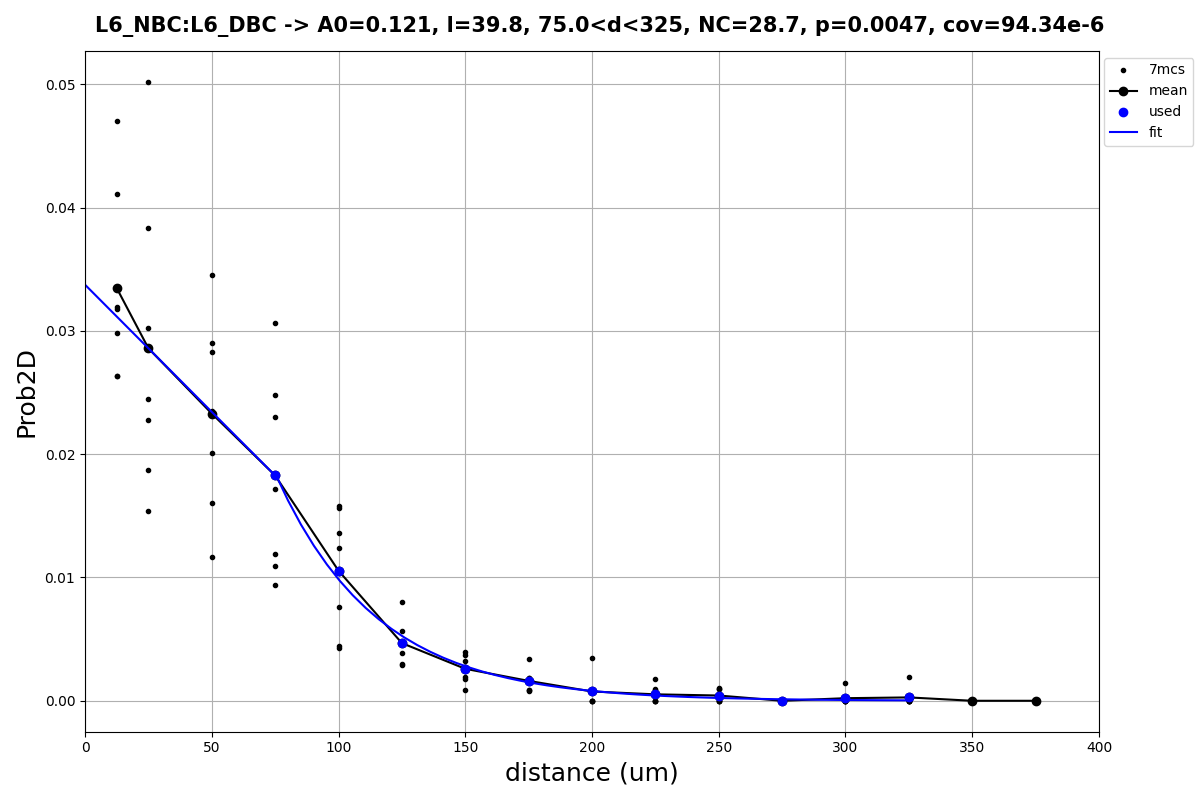 L6_NBC:L6_DBC -> A0=0.121, l=39.8, 75.0<d<325, NC=28.7, p=0.0047, cov=94.34e-6
7mcs
mean
used
fit
Prob2D
0.05
0.04
0.03
0.02
0.01
0.00
0 50 100 150 200 250 300 350 400
distance (um)